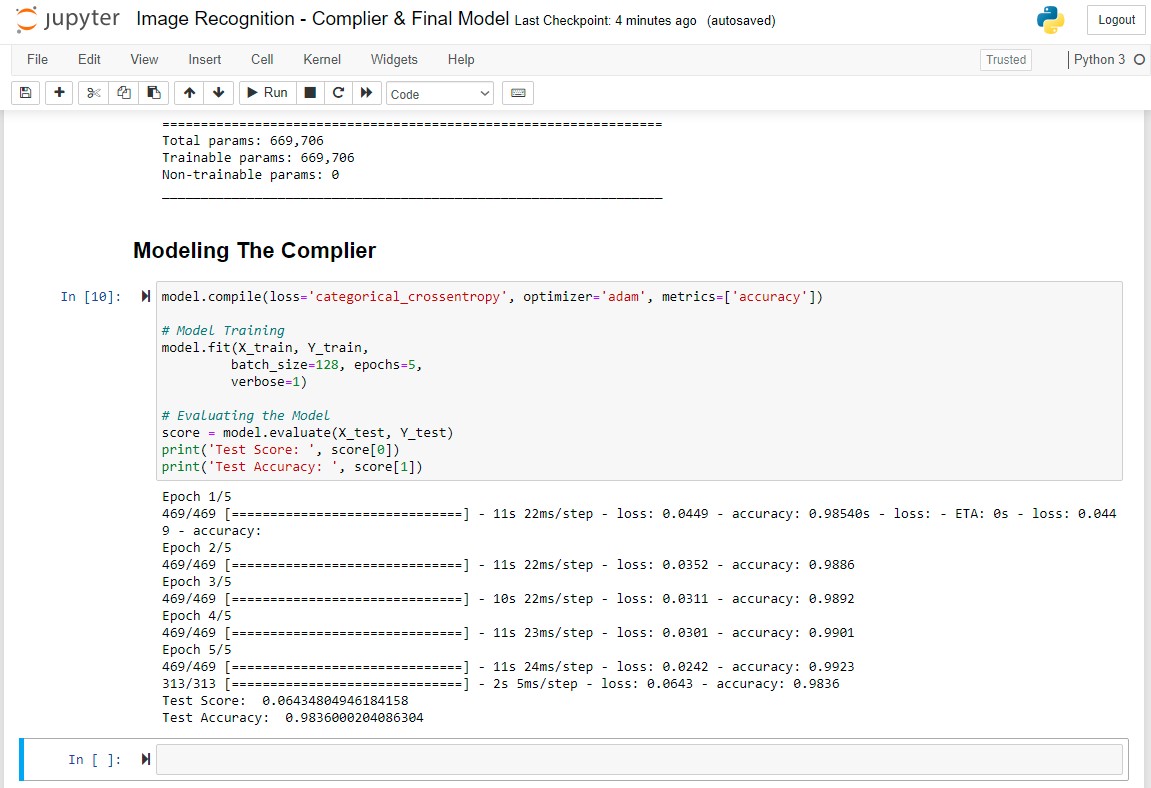 jupyter Image Recognition - Complier & Final Model Last Checkpoint: 4 minutes ago (autosaved) Logout
File Edit View Insert Cell Kernel Widgets Help Trusted Python 3
Run Code
=================================================================
Total params: 669,706
Trainable params: 669,706
Non-trainable params: 0
_________________________________________________________________
Modeling The Complier
In [10]: model.compile(loss='categorical_crossentropy', optimizer='adam', metrics=['accuracy'])
# Model Training
model.fit(X_train, Y_train,
batch_size=128, epochs=5,
verbose=1)
# Evaluating the Model
score = model.evaluate(X_test, Y_test)
print('Test Score: ', score[0])
print('Test Accuracy: ', score[1])
Epoch 1/5
469/469 [==============================] - 11s 22ms/step - loss: 0.0449 - accuracy: 0.98540s - loss: - ETA: 0s - loss: 0.044
9 - accuracy:
Epoch 2/5
469/469 [==============================] - 11s 22ms/step - loss: 0.0352 - accuracy: 0.9886
Epoch 3/5
469/469 [==============================] - 10s 22ms/step - loss: 0.0311 - accuracy: 0.9892
Epoch 4/5
469/469 [==============================] - 11s 23ms/step - loss: 0.0301 - accuracy: 0.9901
Epoch 5/5
469/469 [==============================] - 11s 24ms/step - loss: 0.0242 - accuracy: 0.9923
313/313 [==============================] - 2s 5ms/step - loss: 0.0643 - accuracy: 0.9836
Test Score:  0.06434804946184158
Test Accuracy:  0.9836000204086304
In [ ]: